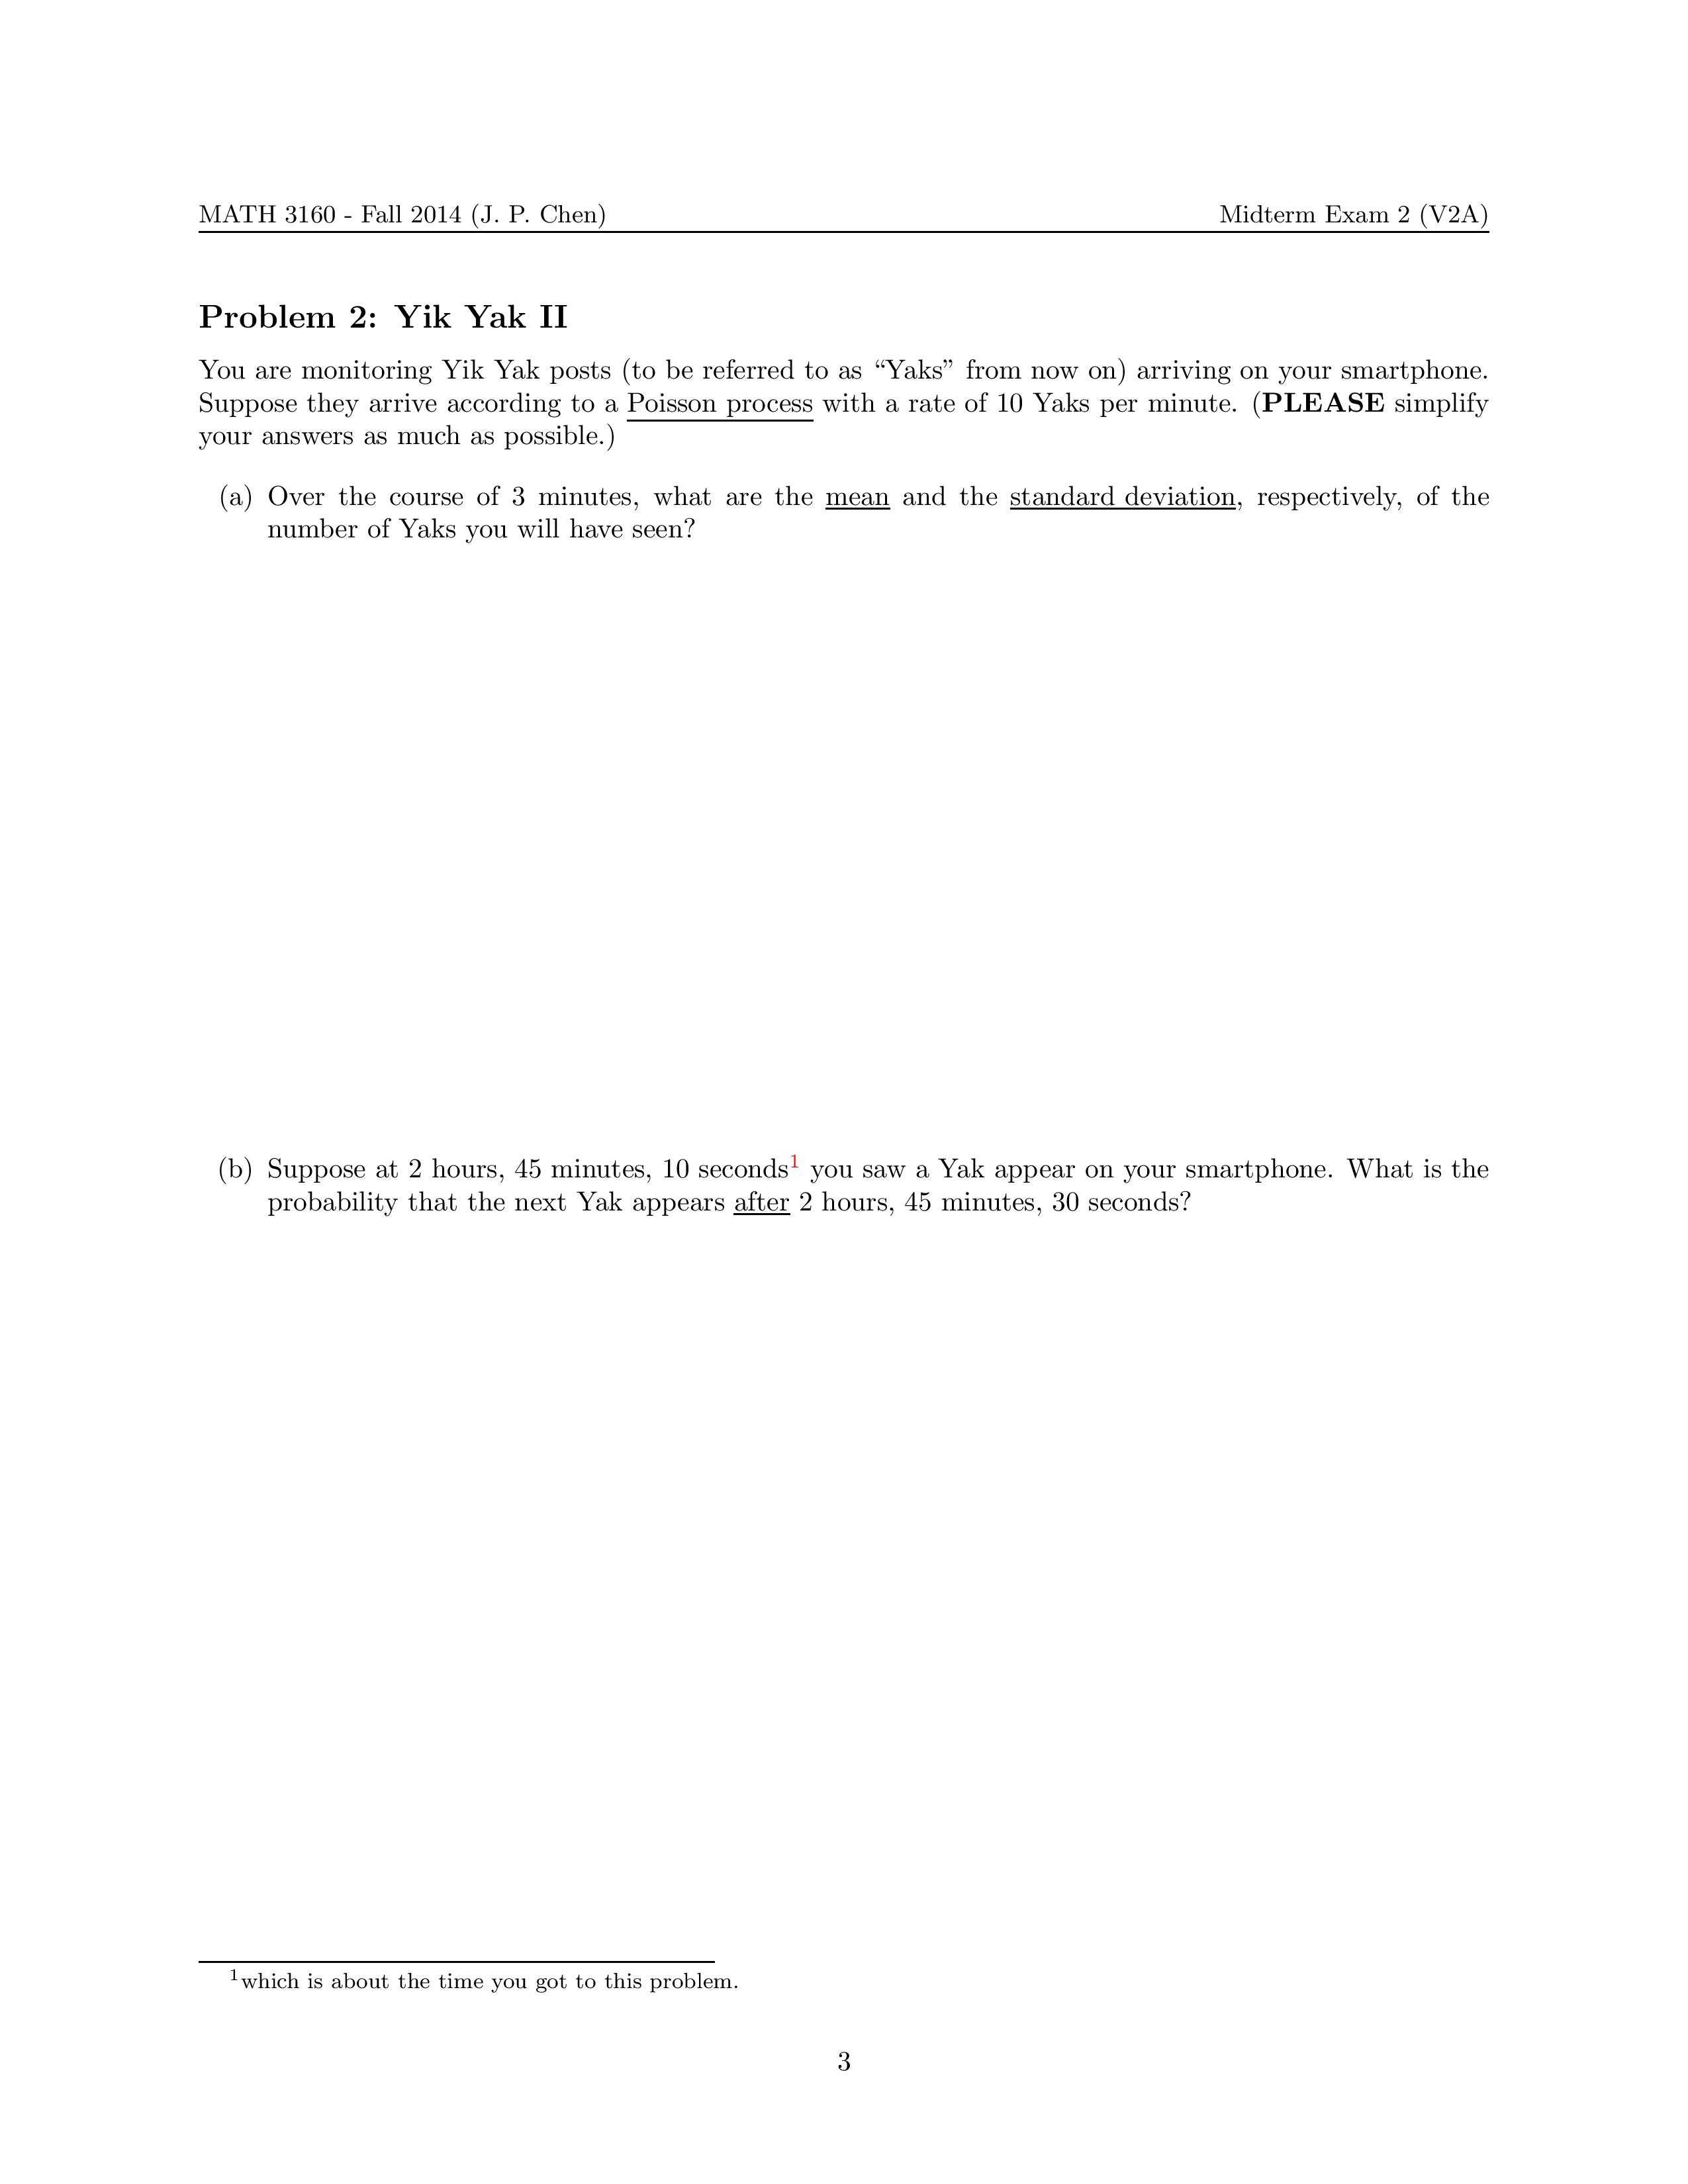 MATH 3160 - Fall 2014 (J. P. Chen) Midterm Exam 2 (V2A)
Problem 2: Yik Yak II
You are monitoring Yik Yak posts (to be referred to as “Yaks” from now on) arriving on your smartphone.
Suppose they arrive according to a Poisson process with a rate of 10 Yaks per minute. (PLEASE simplify
your answers as much as possible.)
(a) Over the course of 3 minutes, what are the mean and the standard deviation, respectively, of the
number of Yaks you will have seen?
(b) Suppose at 2 hours, 45 minutes, 10 seconds¹ you saw a Yak appear on your smartphone. What is the
probability that the next Yak appears after 2 hours, 45 minutes, 30 seconds?
¹which is about the time you got to this problem.
3